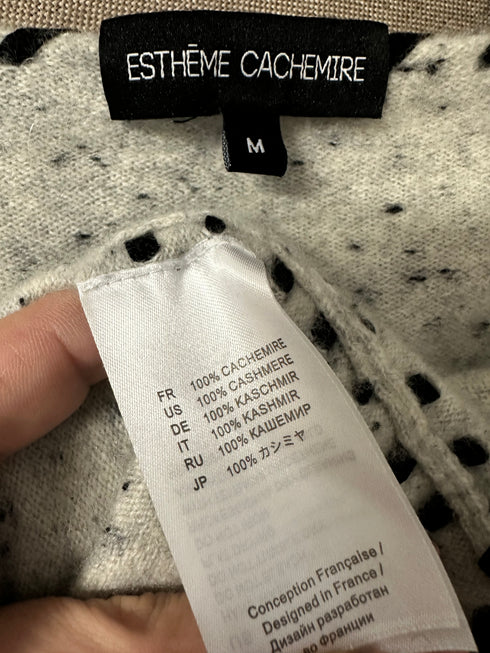 ESTHĒME CACHEMIRE
M
FR 100% CACHEMIRE
US 100% CASHMERE
DE 100% KASCHMIR
IT 100% KASHMIR
RU 100% КАШЕМИР
JP 100% カシミヤ
Conception Française /
Designed in France /
Дизайн разработан
во Франции